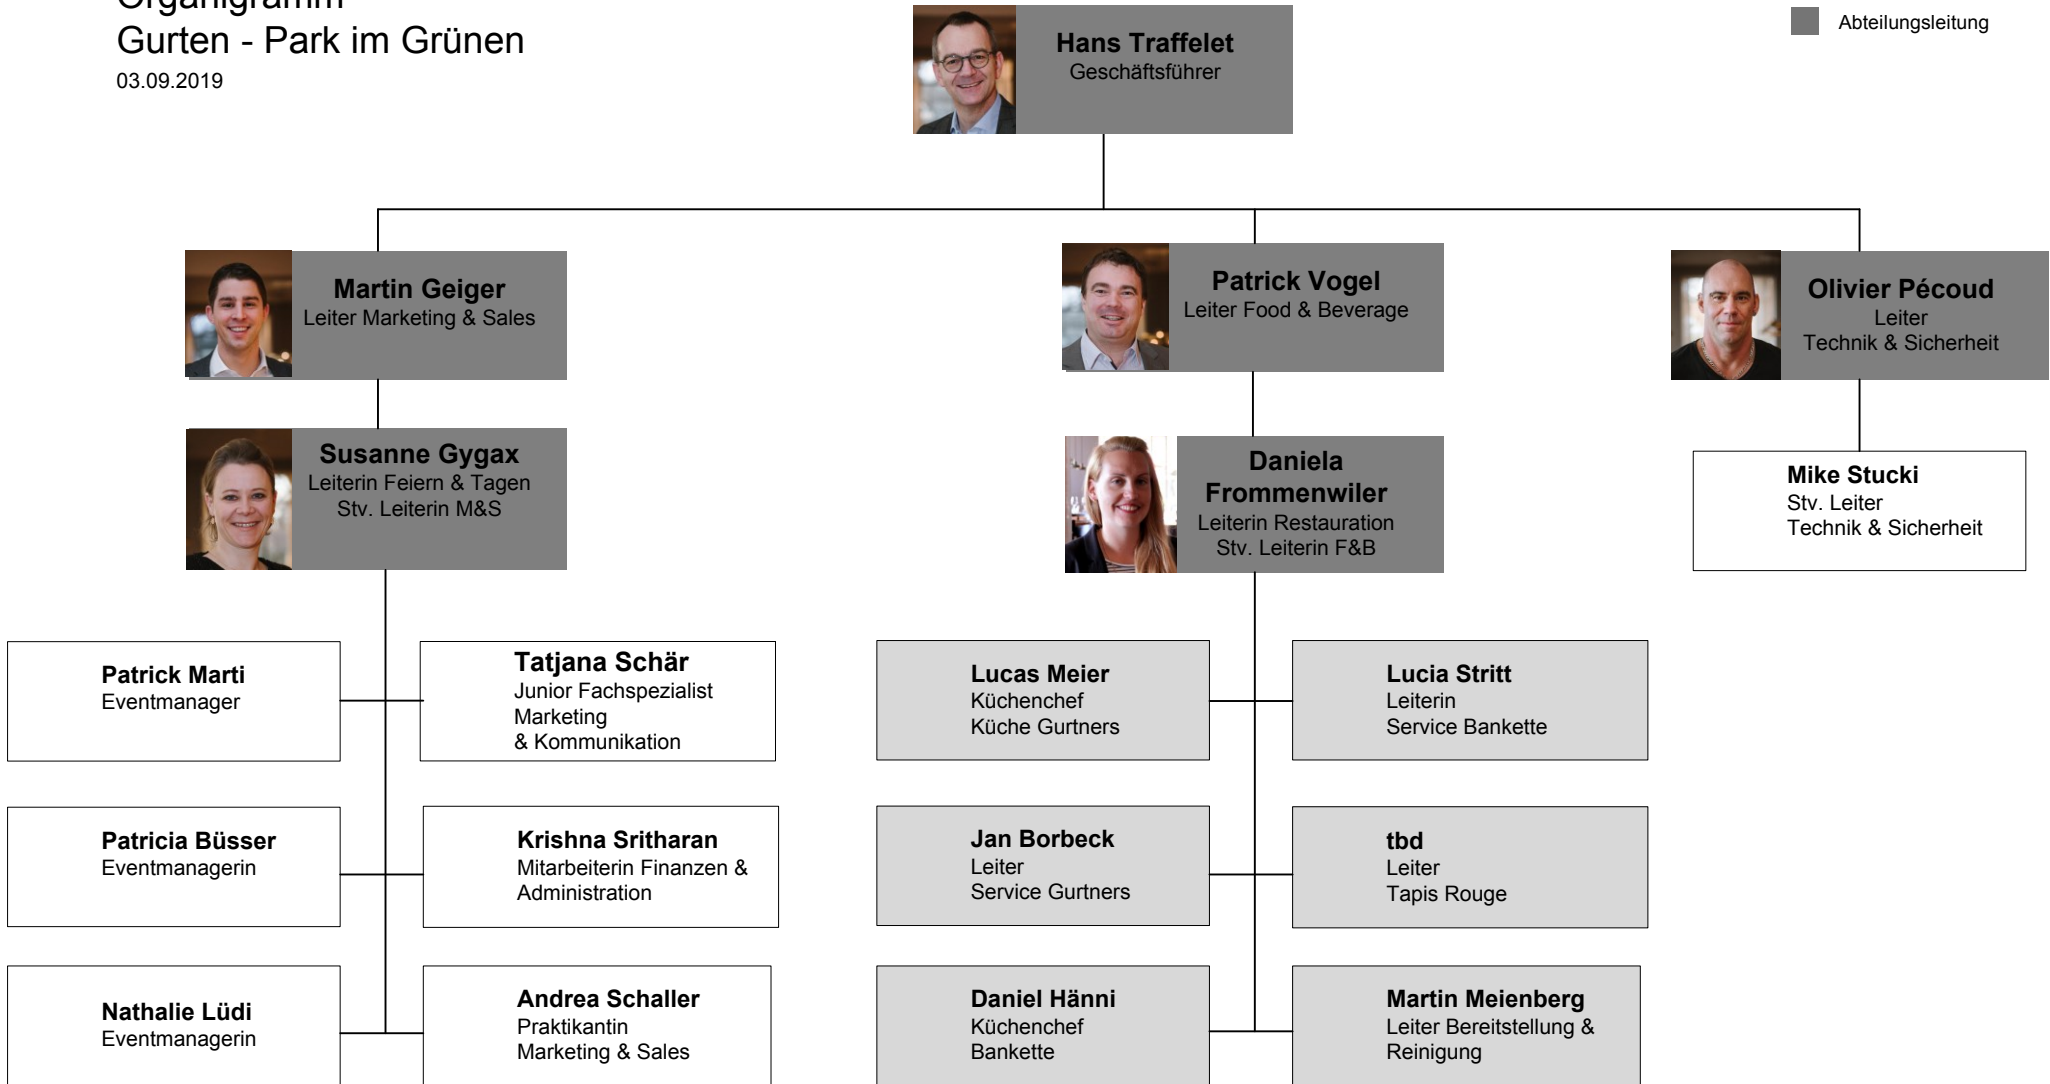 Organigramm
Gurten - Park im Grünen
03.09.2019
Abteilungsleitung
Hans Traffelet
Geschäftsführer
Martin Geiger
Leiter Marketing & Sales
Patrick Vogel
Leiter Food & Beverage
Olivier Pécoud
Leiter
Technik & Sicherheit
Susanne Gygax
Leiterin Feiern & Tagen
Stv. Leiterin M&S
Daniela
Frommenwiler
Leiterin Restauration
Stv. Leiterin F&B
Mike Stucki
Stv. Leiter
Technik & Sicherheit
Patrick Marti
Eventmanager
Tatjana Schär
Junior Fachspezialist
Marketing
& Kommunikation
Lucas Meier
Küchenchef
Küche Gurtners
Lucia Stritt
Leiterin
Service Bankette
Patricia Büsser
Eventmanagerin
Krishna Sritharan
Mitarbeiterin Finanzen &
Administration
Jan Borbeck
Leiter
Service Gurtners
tbd
Leiter
Tapis Rouge
Nathalie Lüdi
Eventmanagerin
Andrea Schaller
Praktikantin
Marketing & Sales
Daniel Hänni
Küchenchef
Bankette
Martin Meienberg
Leiter Bereitstellung &
Reinigung